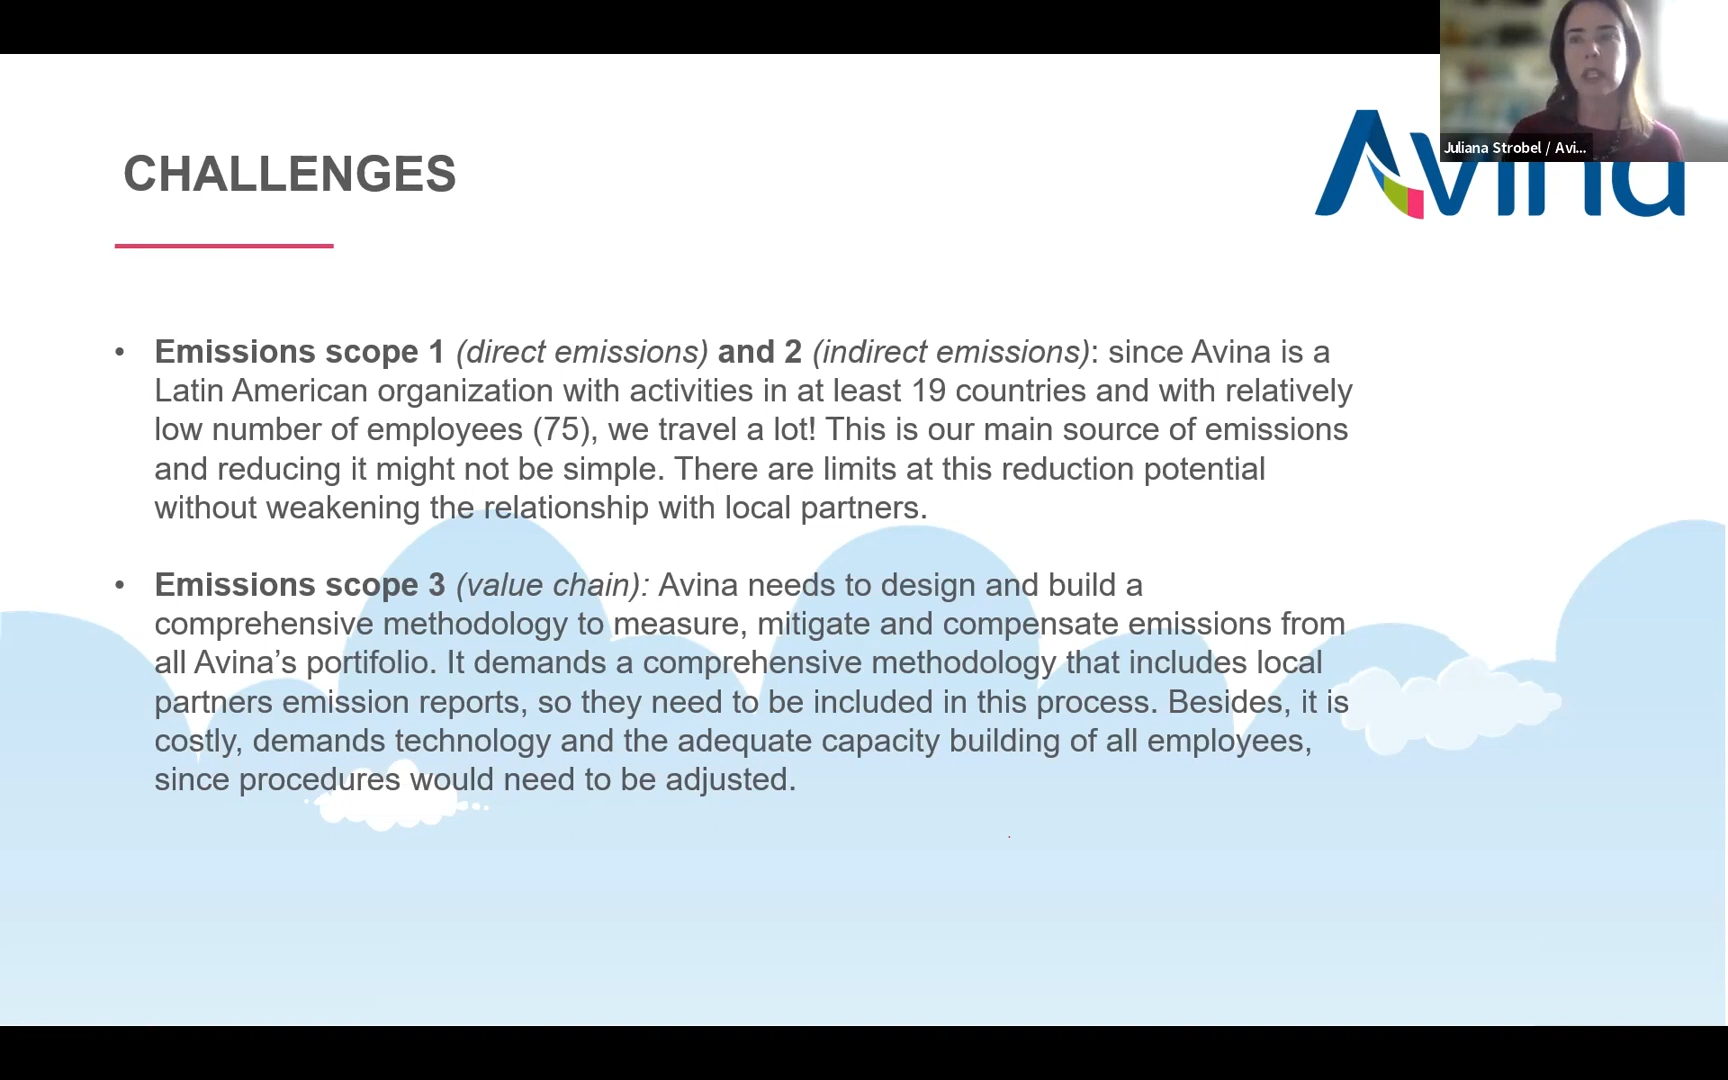 CHALLENGES
Avina
Juliana Strobel / Avi...
• Emissions scope 1 (direct emissions) and 2 (indirect emissions): since Avina is a
Latin American organization with activities in at least 19 countries and with relatively
low number of employees (75), we travel a lot! This is our main source of emissions
and reducing it might not be simple. There are limits at this reduction potential
without weakening the relationship with local partners.
• Emissions scope 3 (value chain): Avina needs to design and build a
comprehensive methodology to measure, mitigate and compensate emissions from
all Avina’s portifolio. It demands a comprehensive methodology that includes local
partners emission reports, so they need to be included in this process. Besides, it is
costly, demands technology and the adequate capacity building of all employees,
since procedures would need to be adjusted.